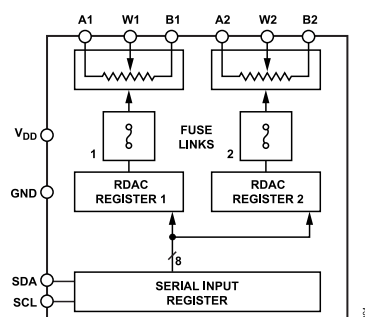 A1 W1 B1 A2 W2 B2
VDD
FUSE
LINKS
1 2
GND
RDAC
REGISTER 1
RDAC
REGISTER 2
8
SDA
SCL
SERIAL INPUT
REGISTER